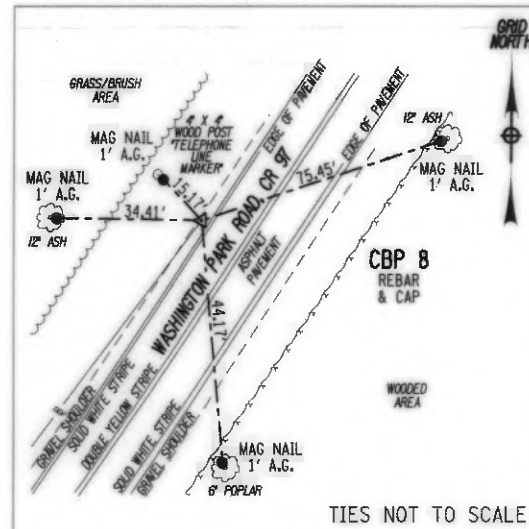 GRID
NORTH
GRASS/BRUSH
AREA
4" X 4"
WOOD POST
"TELEPHONE
LINE
MARKER"
MAG NAIL
1' A.G.
EDGE OF PAVEMENT
EDGE OF PAVEMENT
12" ASH
MAG NAIL
1' A.G.
MAG NAIL
1' A.G.
12" ASH
15.17'
34.41'
75.45'
44.17'
WASHINGTON PARK ROAD, CR 97
ASPHALT
PAVEMENT
CBP 8
REBAR
& CAP
WOODED
AREA
GRAVEL SHOULDER
SOLID WHITE STRIPE
DOUBLE YELLOW STRIPE
SOLID WHITE STRIPE
GRAVEL SHOULDER
MAG NAIL
1' A.G.
6" POPLAR
TIES NOT TO SCALE